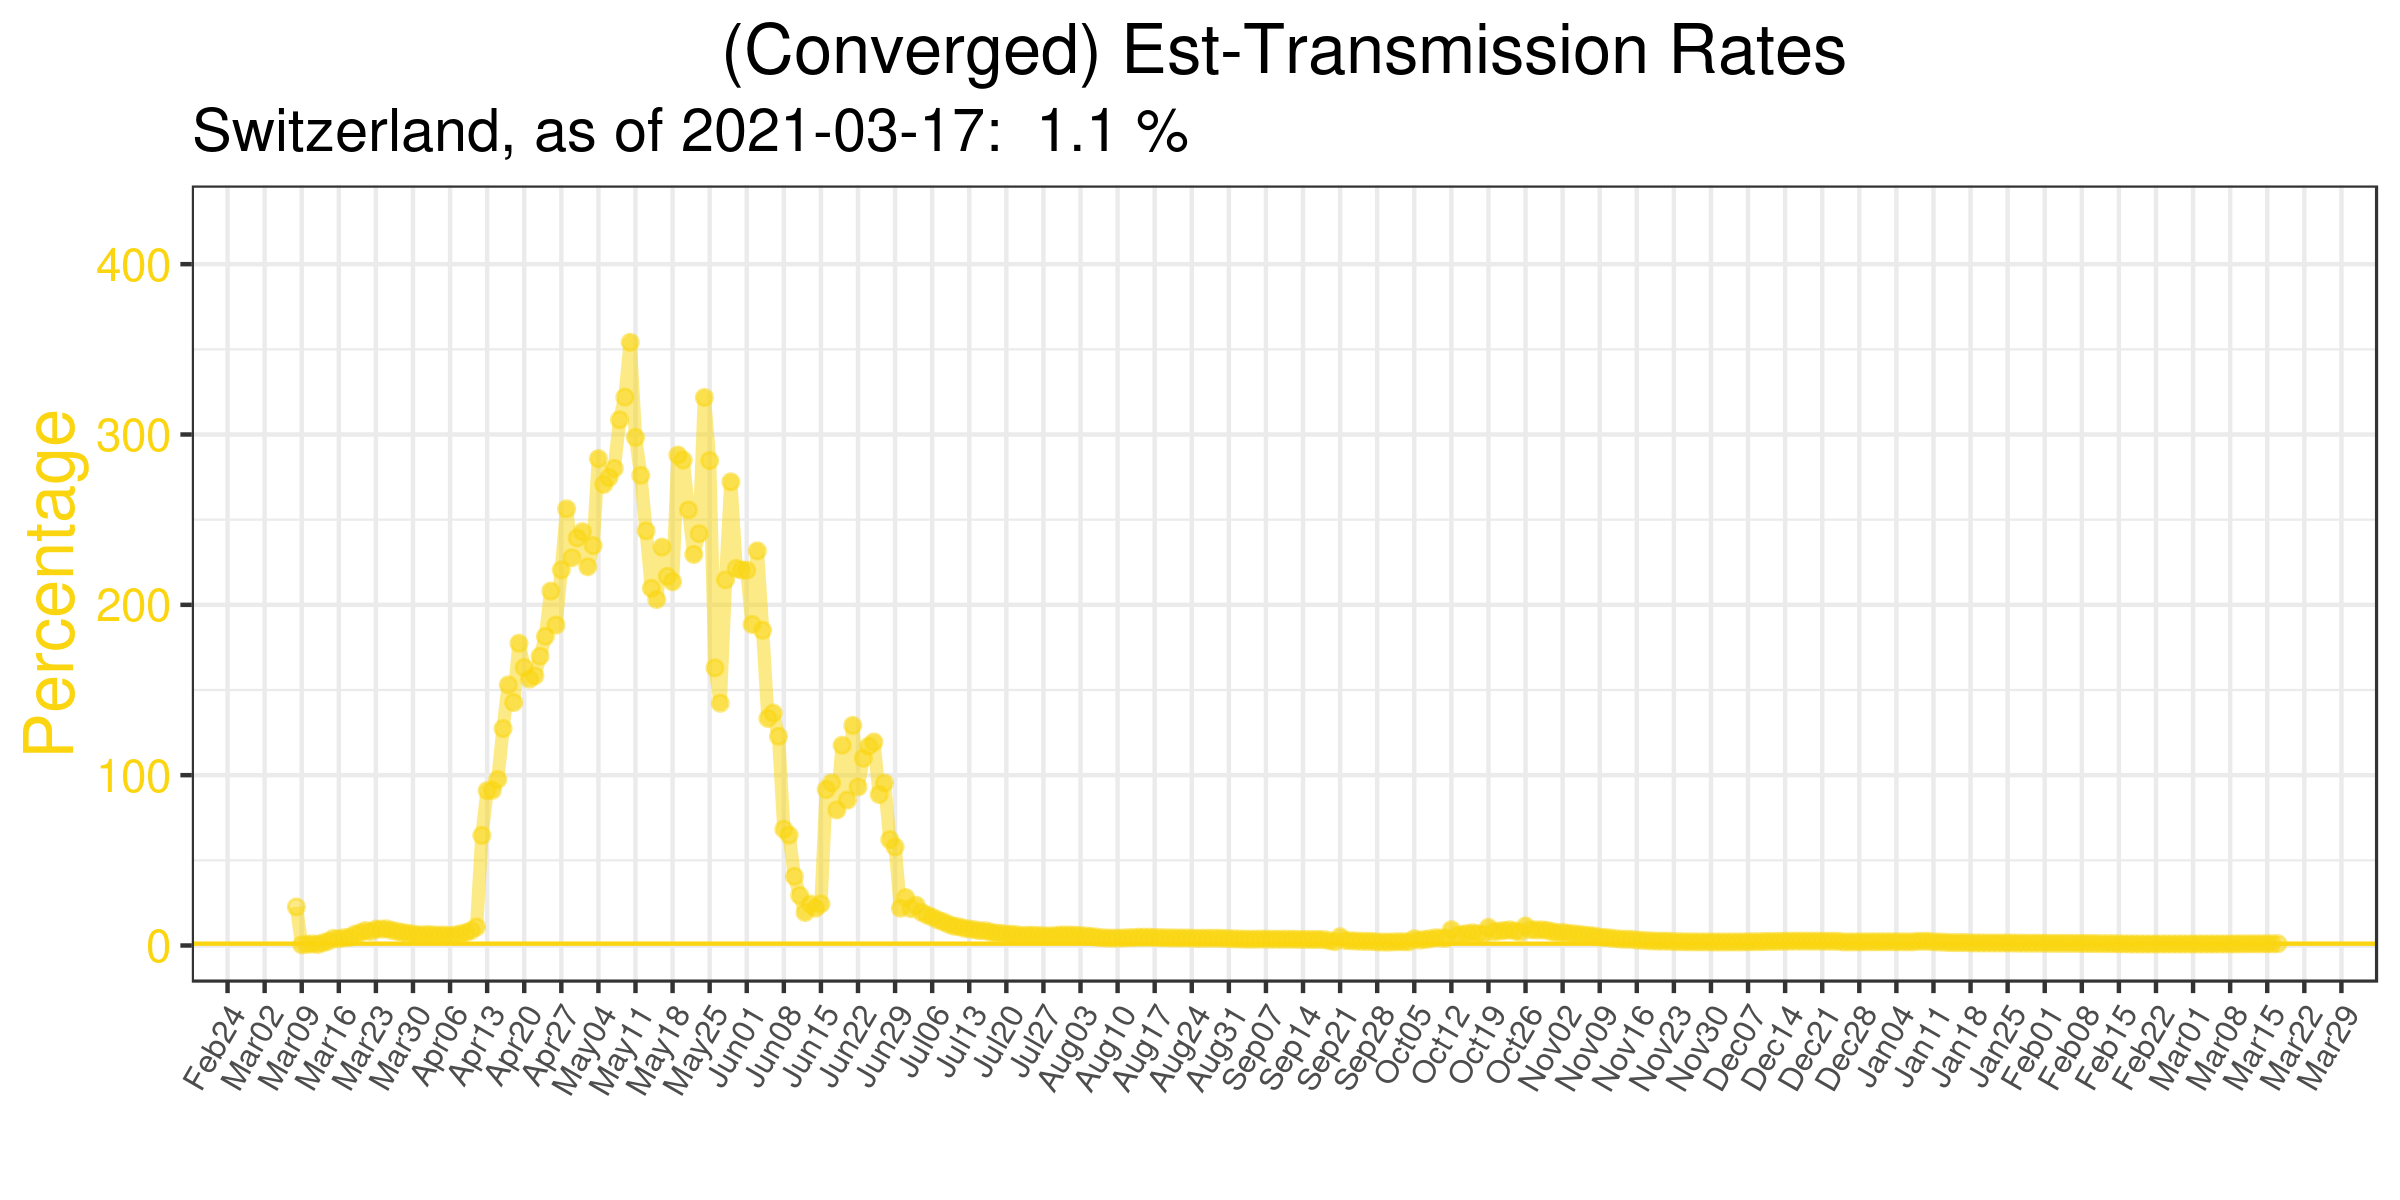 (Converged) Est-Transmission Rates
Switzerland, as of 2021-03-17:  1.1 %
Percentage
400
300
200
100
0
Feb24
Mar02
Mar09
Mar16
Mar23
Mar30
Apr06
Apr13
Apr20
Apr27
May04
May11
May18
May25
Jun01
Jun08
Jun15
Jun22
Jun29
Jul06
Jul13
Jul20
Jul27
Aug03
Aug10
Aug17
Aug24
Aug31
Sep07
Sep14
Sep21
Sep28
Oct05
Oct12
Oct19
Oct26
Nov02
Nov09
Nov16
Nov23
Nov30
Dec07
Dec14
Dec21
Dec28
Jan04
Jan11
Jan18
Jan25
Feb01
Feb08
Feb15
Feb22
Mar01
Mar08
Mar15
Mar22
Mar29